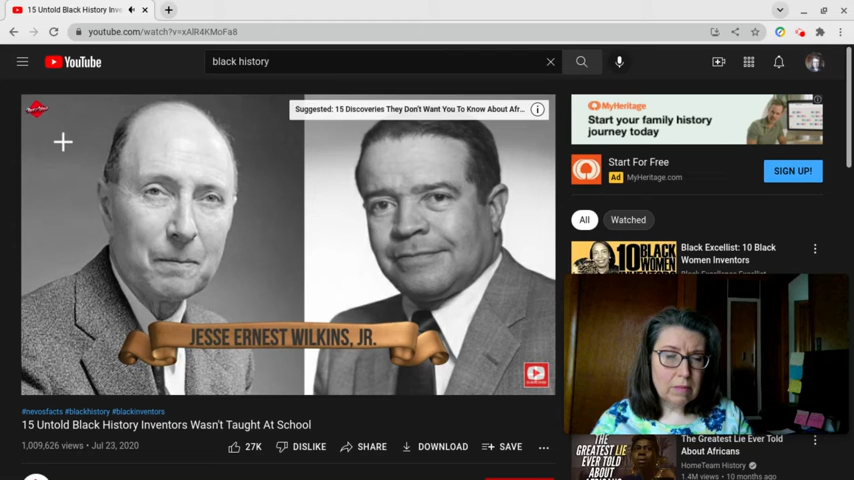 15 Untold Black History Inve
youtube.com/watch?v=xAlR4KMoFa8
YouTube
black history
Suggested: 15 Discoveries They Don't Want You To Know About Afr...
JESSE ERNEST WILKINS, JR.
#nevosfacts #blackhistory #blackinventors
15 Untold Black History Inventors Wasn't Taught At School
1,009,626 views • Jul 23, 2020
27K
DISLIKE
SHARE
DOWNLOAD
SAVE
MyHeritage
Start your family history
journey today
Start For Free
Ad MyHeritage.com
SIGN UP!
All
Watched
10 BLACK
WOMEN
INVENTORS
Black Excellist: 10 Black
Women Inventors
Black Excellence Excellist
THE
GREATEST LIE
EVER TOLD
ABOUT
AFRICANS
The Greatest Lie Ever Told
About Africans
HomeTeam History
1.4M views • 10 months ago